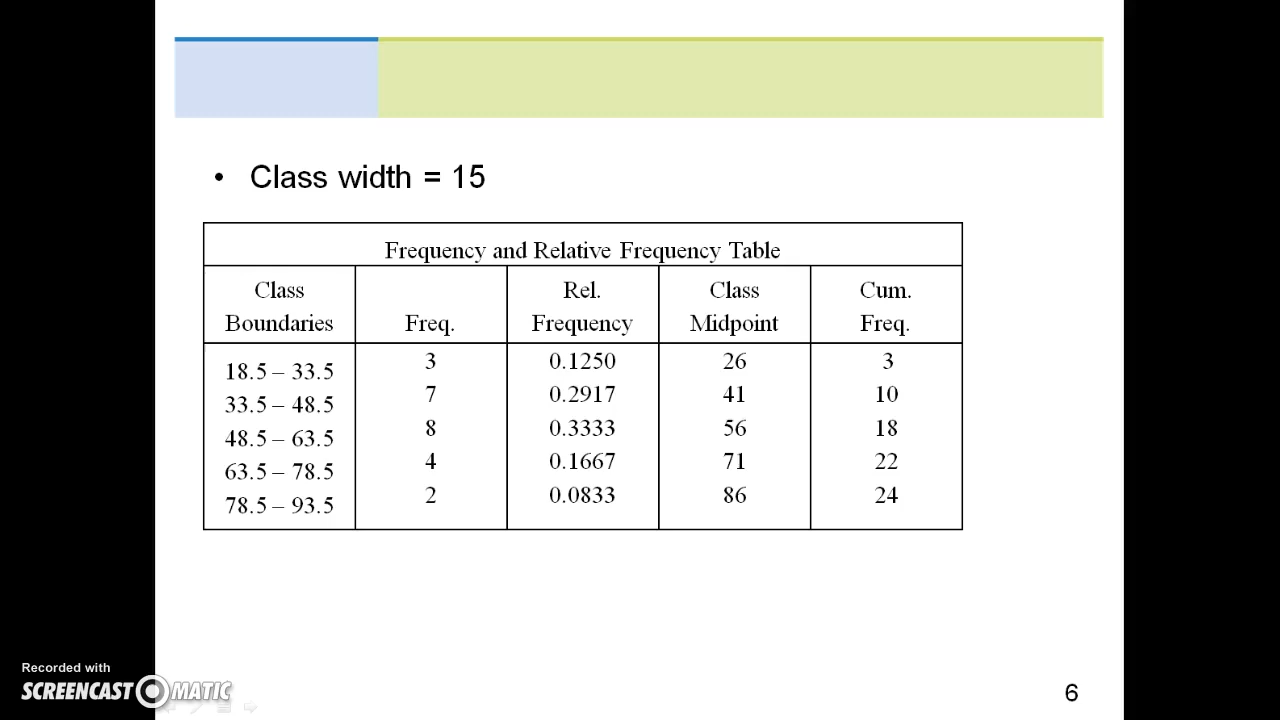 • Class width = 15
Frequency and Relative Frequency Table
Class Boundaries Freq. Rel. Frequency Class Midpoint Cum. Freq.
18.5 – 33.5 3 0.1250 26 3
33.5 – 48.5 7 0.2917 41 10
48.5 – 63.5 8 0.3333 56 18
63.5 – 78.5 4 0.1667 71 22
78.5 – 93.5 2 0.0833 86 24
Recorded with
SCREENCAST MATIC
6